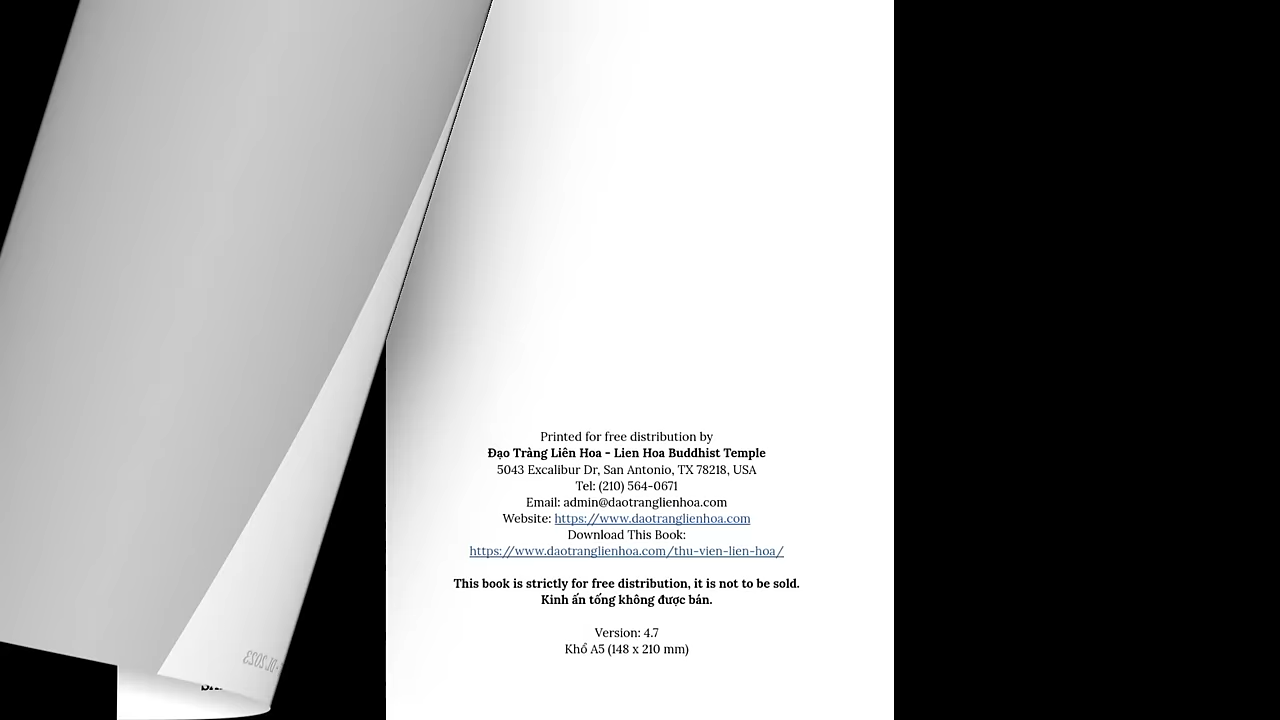 Printed for free distribution by
Đạo Tràng Liên Hoa - Lien Hoa Buddhist Temple
5043 Excalibur Dr, San Antonio, TX 78218, USA
Tel: (210) 564-0671
Email: admin@daotranglienhoa.com
Website: https://www.daotranglienhoa.com
Download This Book:
https://www.daotranglienhoa.com/thu-vien-lien-hoa/
This book is strictly for free distribution, it is not to be sold.
Kinh ấn tống không được bán.
Version: 4.7
Khổ A5 (148 x 210 mm)